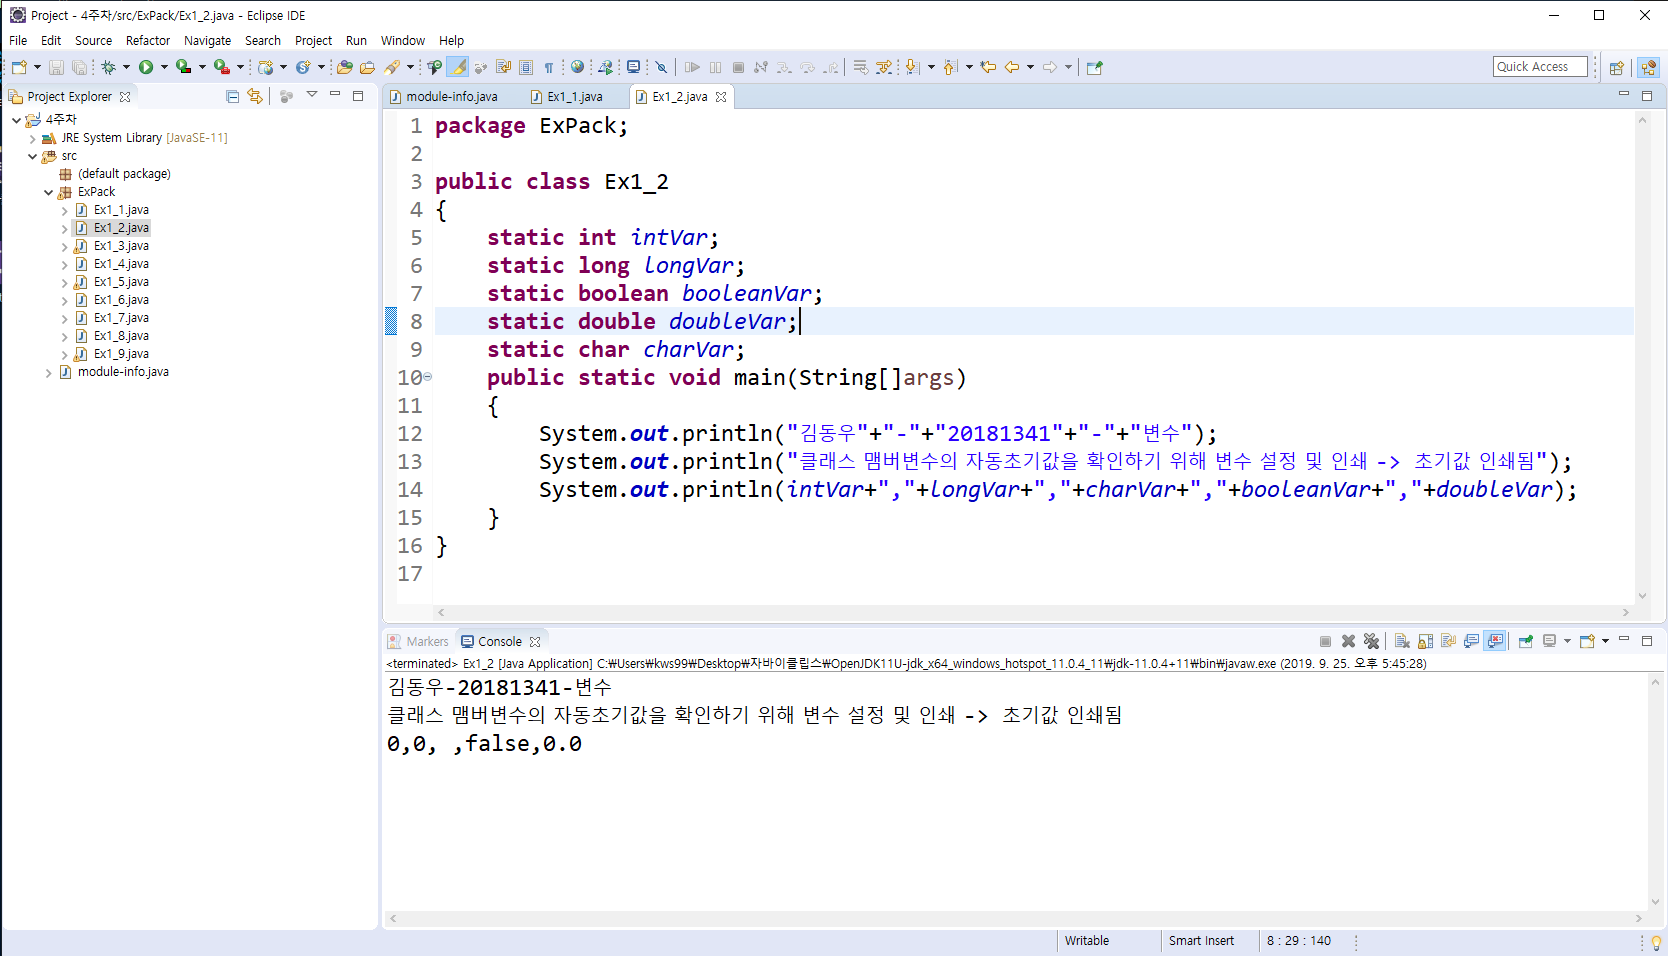 Project - 4주차/src/ExPack/Ex1_2.java - Eclipse IDE
File Edit Source Refactor Navigate Search Project Run Window Help
Quick Access
Project Explorer
4주차
JRE System Library [JavaSE-11]
src
(default package)
ExPack
Ex1_1.java
Ex1_2.java
Ex1_3.java
Ex1_4.java
Ex1_5.java
Ex1_6.java
Ex1_7.java
Ex1_8.java
Ex1_9.java
module-info.java
module-info.java Ex1_1.java Ex1_2.java
1 package ExPack;
2
3 public class Ex1_2
4 {
5 static int intVar;
6 static long longVar;
7 static boolean booleanVar;
8 static double doubleVar;
9 static char charVar;
10 public static void main(String[]args)
11 {
12 System.out.println("김동우"+"-"+"20181341"+"-"+"변수");
13 System.out.println("클래스 맴버변수의 자동초기값을 확인하기 위해 변수 설정 및 인쇄 -> 초기값 인쇄됨");
14 System.out.println(intVar+","+longVar+","+charVar+","+booleanVar+","+doubleVar);
15 }
16 }
17
Markers Console
<terminated> Ex1_2 [Java Application] C:₩Users₩kws99₩Desktop₩자바이클립스₩OpenJDK11U-jdk_x64_windows_hotspot_11.0.4_11₩jdk-11.0.4+11₩bin₩javaw.exe (2019. 9. 25. 오후 5:45:28)
김동우-20181341-변수
클래스 맴버변수의 자동초기값을 확인하기 위해 변수 설정 및 인쇄 -> 초기값 인쇄됨
0,0, ,false,0.0
Writable Smart Insert 8 : 29 : 140